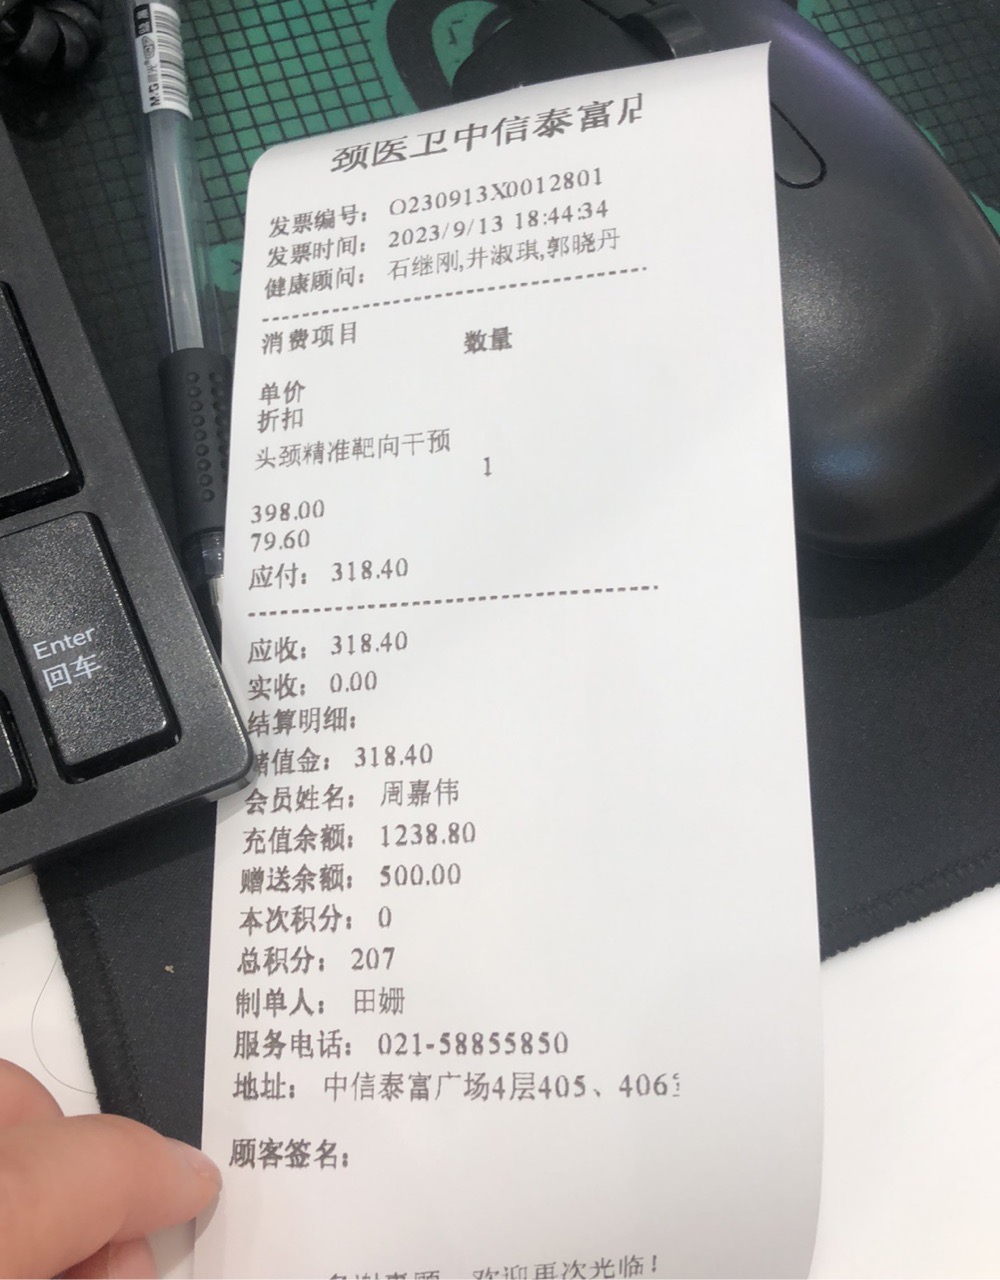 颈医卫中信泰富
发票编号： O230913X0012801
发票时间： 2023/9/13 18:44:34
健康顾问： 石继刚,井淑琪,郭晓丹
消费项目 数量
单价
折扣
头颈精准靶向干预
1
398.00
79.60
应付： 318.40
应收： 318.40
实收： 0.00
结算明细：
储值金： 318.40
会员姓名： 周嘉伟
充值余额： 1238.80
赠送余额： 500.00
本次积分： 0
总积分： 207
制单人： 田姗
服务电话： 021-58855850
地址： 中信泰富广场4层405、406
顾客签名：
欢迎再次光临！
Enter
回车
M&G